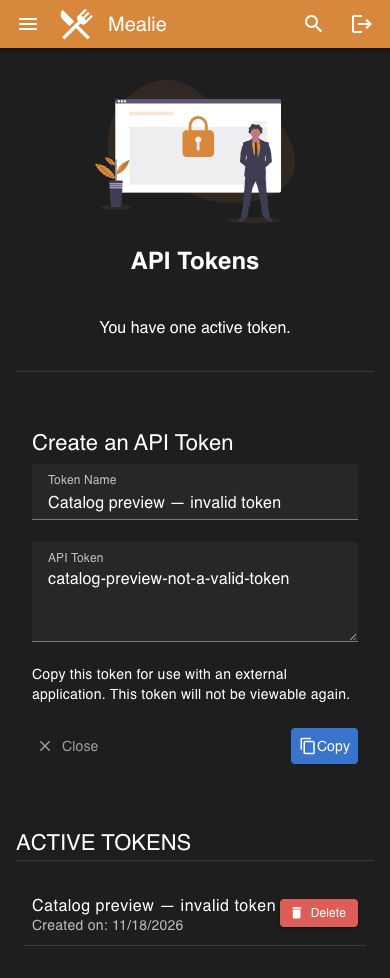 Mealie
API Tokens
You have one active token.
Create an API Token
Token Name
Catalog preview — invalid token
API Token
catalog-preview-not-a-valid-token
Copy this token for use with an external
application. This token will not be viewable again.
Close
Copy
ACTIVE TOKENS
Catalog preview — invalid token
Delete
Created on: 11/18/2026